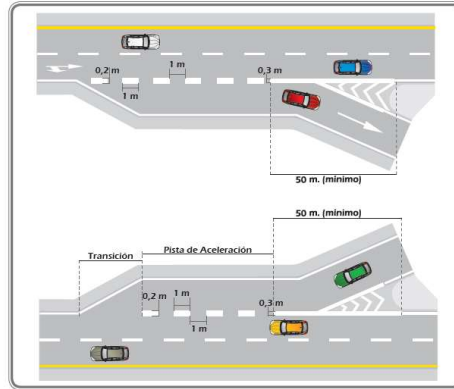 0,2 m
1 m
0,3 m
1 m
50 m. (mínimo)
50 m. (mínimo)
Pista de Aceleración
Transición
0,2 m
1 m
0,3 m
1 m